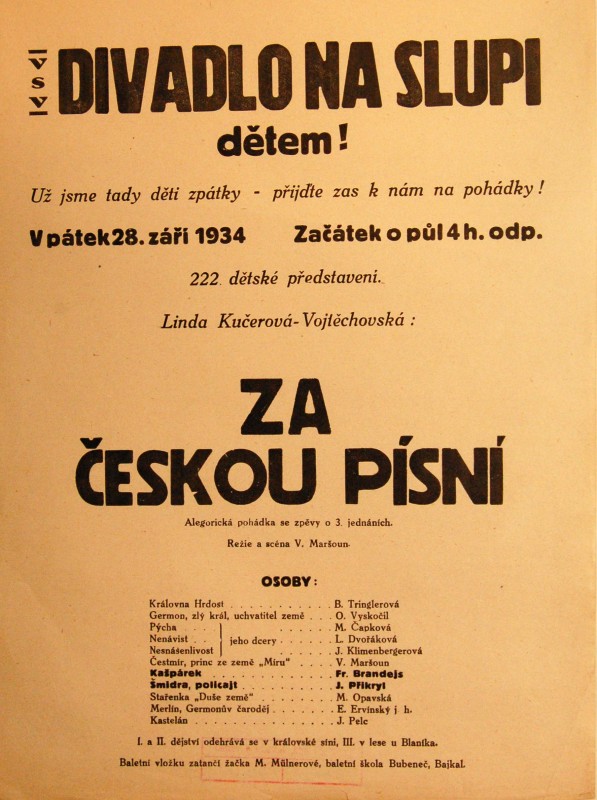 VSV
DIVADLO NA SLUPI
dětem!
Už jsme tady děti zpátky - přijďte zas k nám na pohádky!
V pátek 28. září 1934 Začátek o půl 4 h. odp.
222. dětské představení.
Linda Kučerová-Vojtěchovská:
ZA
ČESKOU PÍSNÍ
Alegorická pohádka se zpěvy o 3. jednáních.
Režie a scéna V. Maršoun.
OSOBY:
Královna Hrdost . . . . . . . . . . . . B. Tringlerová
Germon, zlý král, uchvatitel země . . . O. Vyskočil
Pýcha . . . . . . . . M. Čapková
Nenávist . . jeho dcery . . . . . L. Dvořáková
Nesnášenlivost . . . . . . J. Klimenbergerová
Čestmír, princ ze země „Míru" . . . . V. Maršoun
Kašpárek . . . . . . . . . . . . . Fr. Brandejs
Šmidra, policajt . . . . . . . . . . J. Přikryl
Stařenka „Duše země" . . . . . . . M. Opavská
Merlin, Germonův čaroděj . . . . . . E. Ervínský j. h.
Kastelán . . . . . . . . . . . . . J. Pelc
I. a II. dějství odehrává se v královské síni, III. v lese u Blaníka.
Baletní vložku zatančí žačka M. Műlnerové, baletní škola Bubeneč, Bajkal.